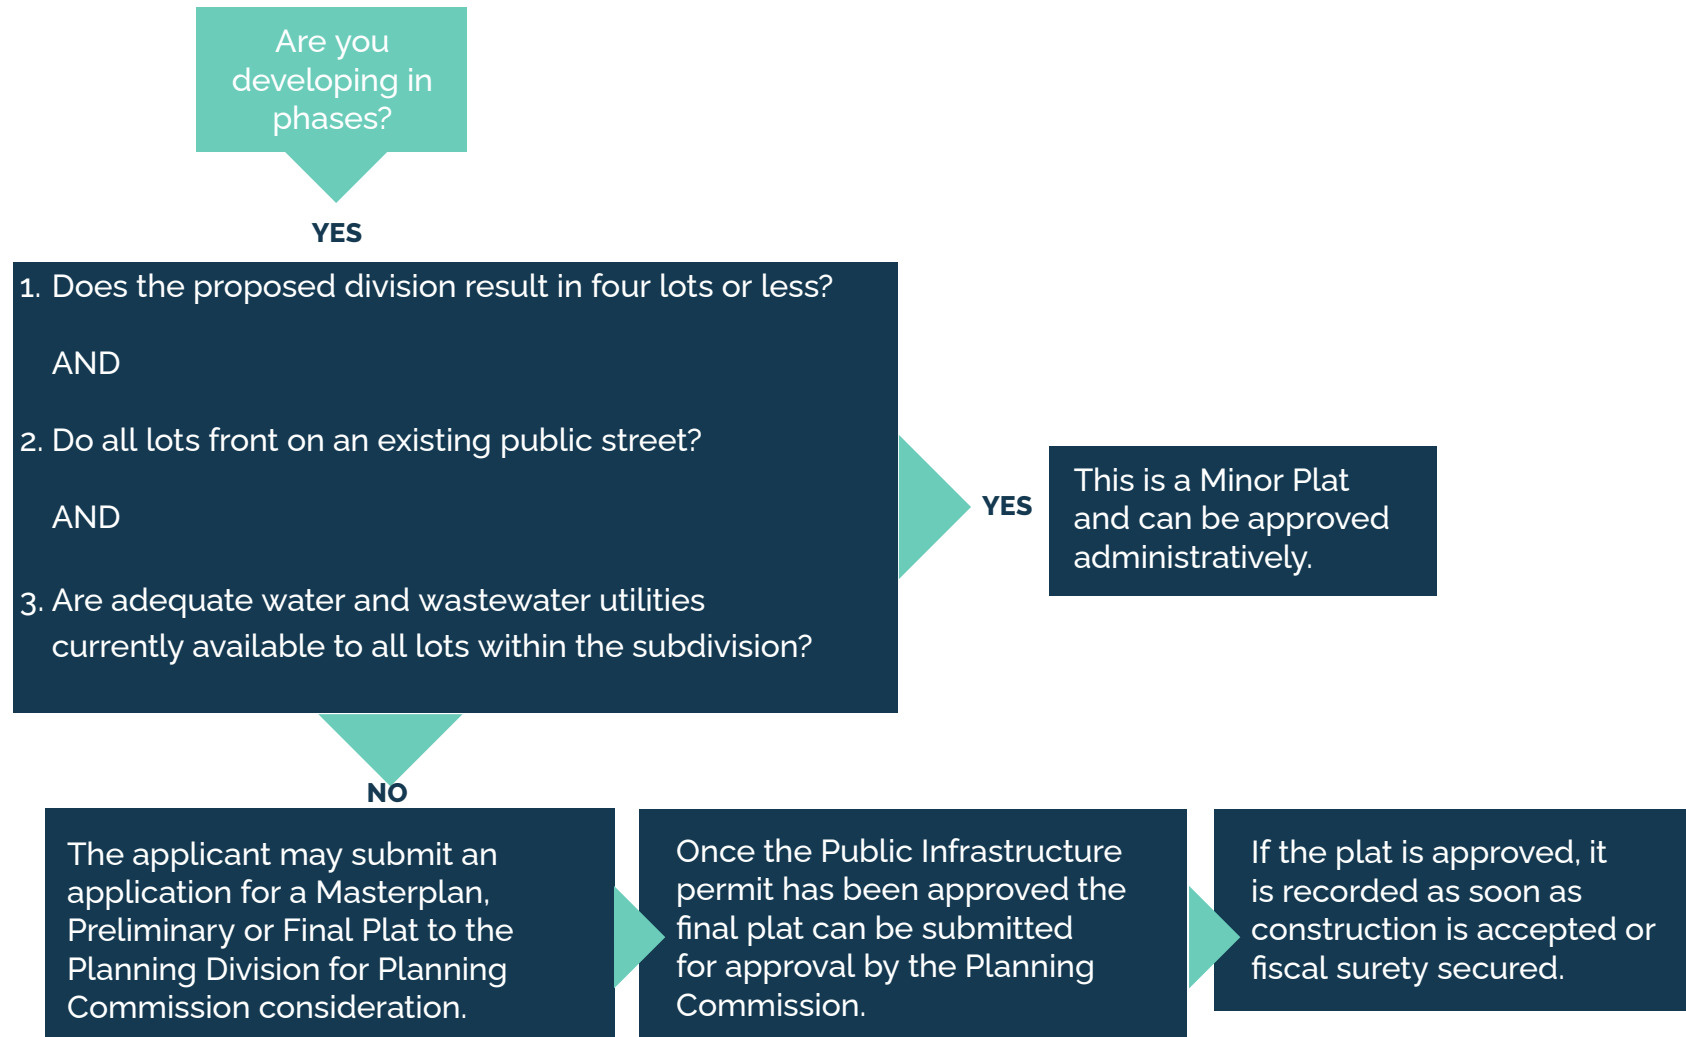 Are you
developing in
phases?
YES
1. Does the proposed division result in four lots or less?
AND
2. Do all lots front on an existing public street?
AND
3. Are adequate water and wastewater utilities
currently available to all lots within the subdivision?
YES
This is a Minor Plat
and can be approved
administratively.
NO
The applicant may submit an
application for a Masterplan,
Preliminary or Final Plat to the
Planning Division for Planning
Commission consideration.
Once the Public Infrastructure
permit has been approved the
final plat can be submitted
for approval by the Planning
Commission.
If the plat is approved, it
is recorded as soon as
construction is accepted or
fiscal surety secured.